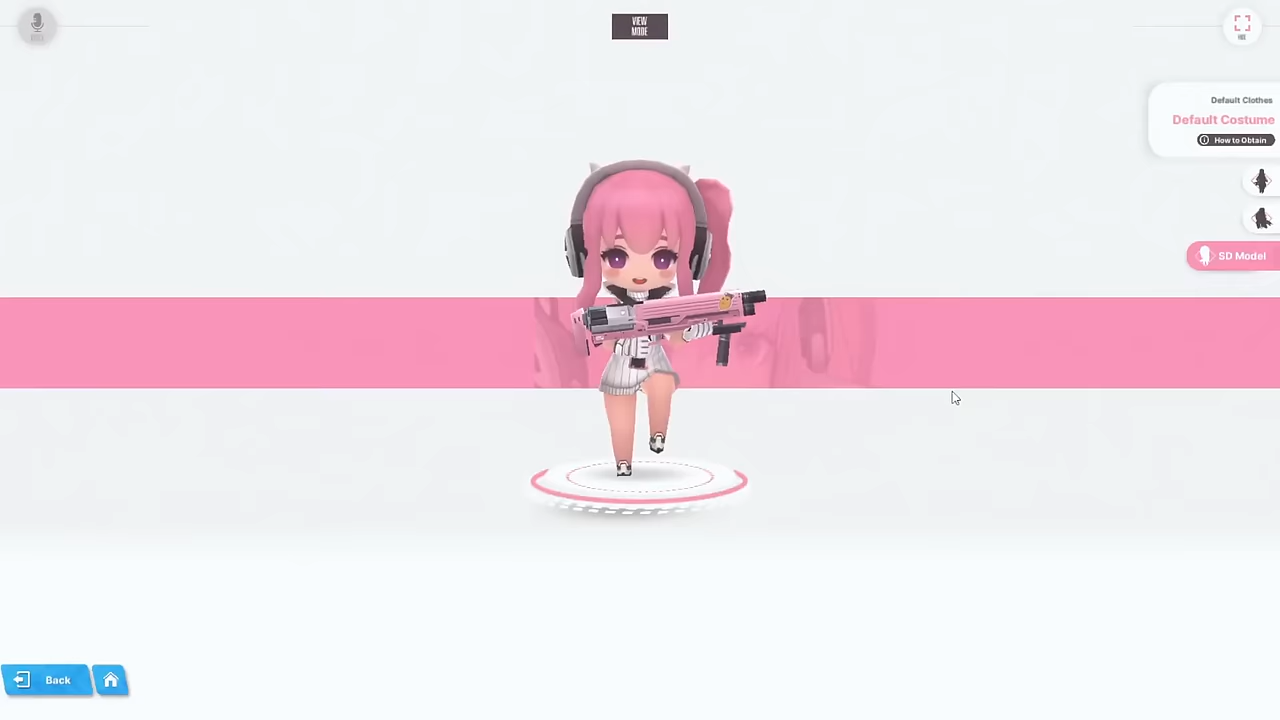 VIEW
MODE
Default Clothes
Default Costume
How to Obtain
SD Model
Back